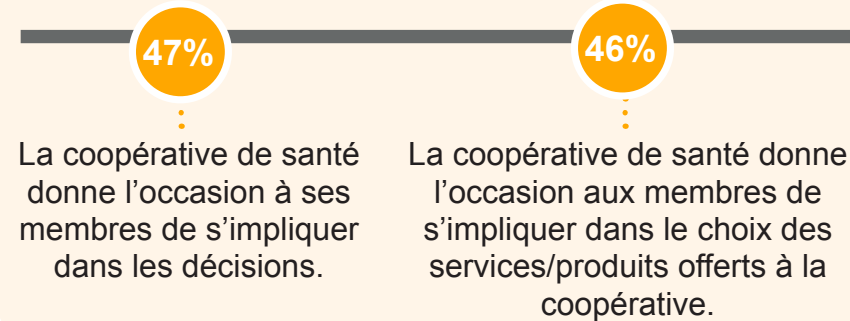 47%
La coopérative de santé
donne l’occasion à ses
membres de s’impliquer
dans les décisions.
46%
La coopérative de santé donne
l’occasion aux membres de
s’impliquer dans le choix des
services/produits offerts à la
coopérative.